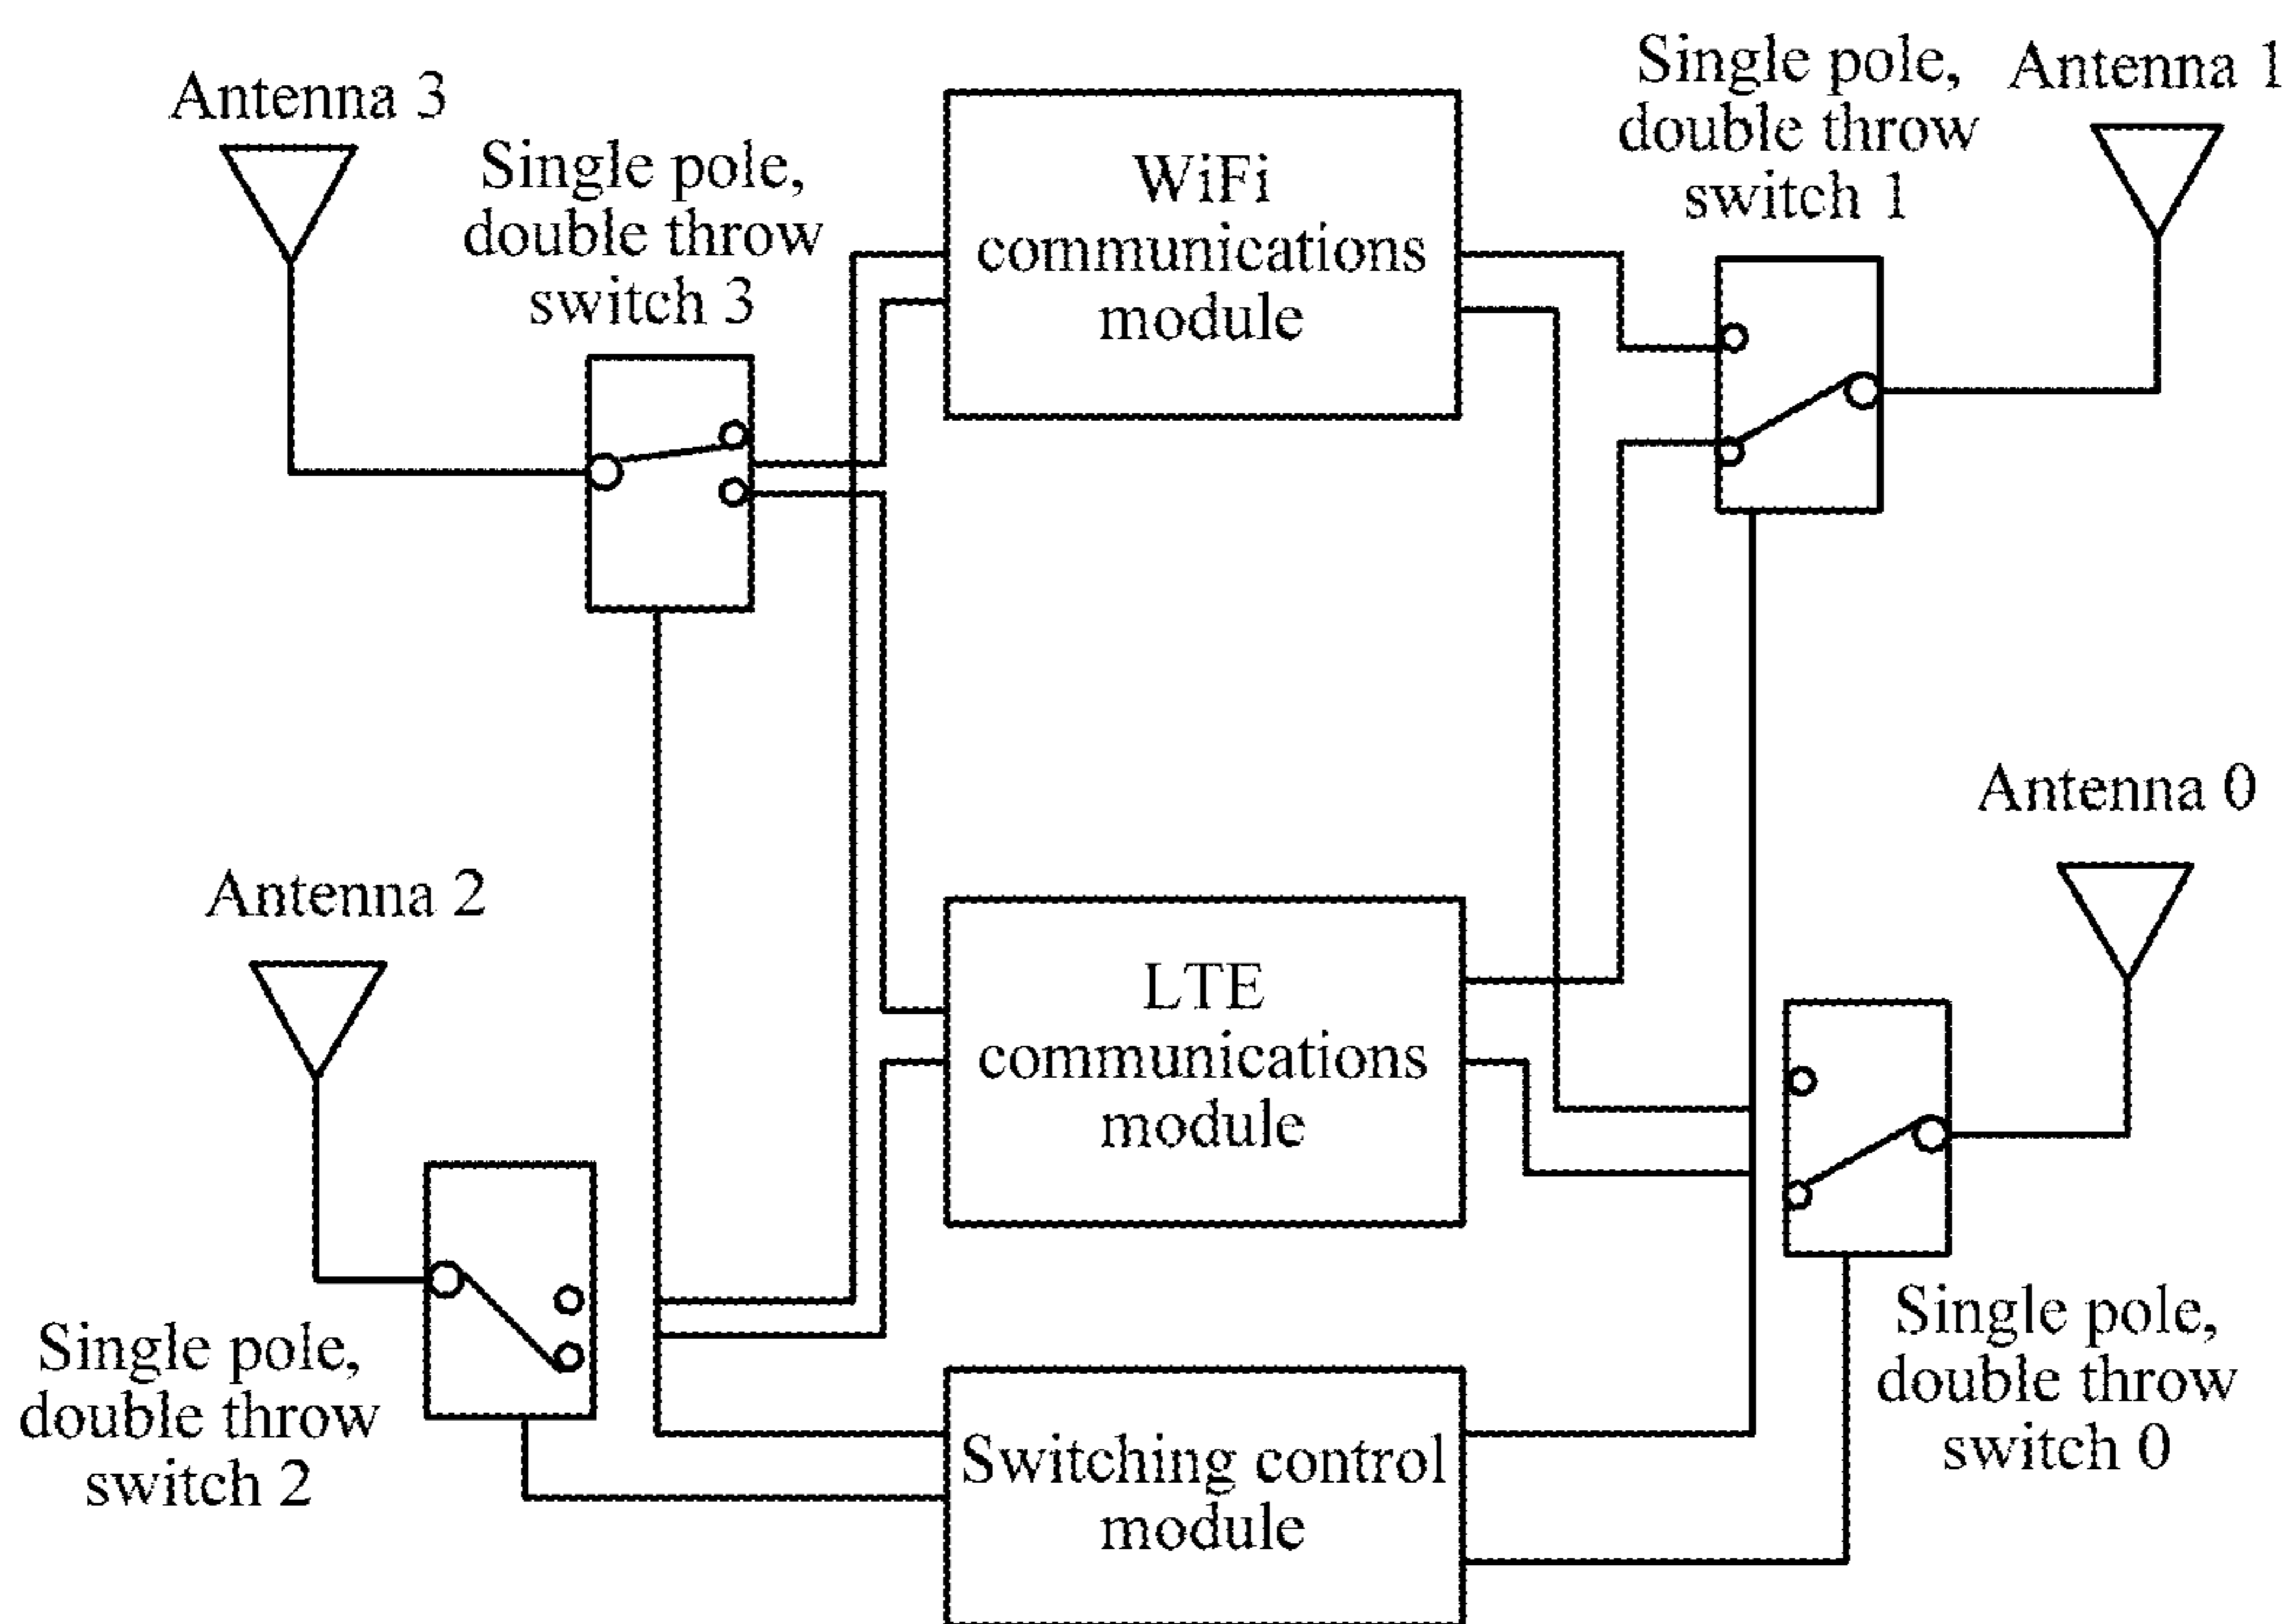 Antenna 3
Single pole,
double throw
switch 3
WiFi
communications
module
Single pole,
double throw
switch 1
Antenna 1
Antenna 2
LTE
communications
module
Antenna 0
Single pole,
double throw
switch 2
Switching control
module
Single pole,
double throw
switch 0